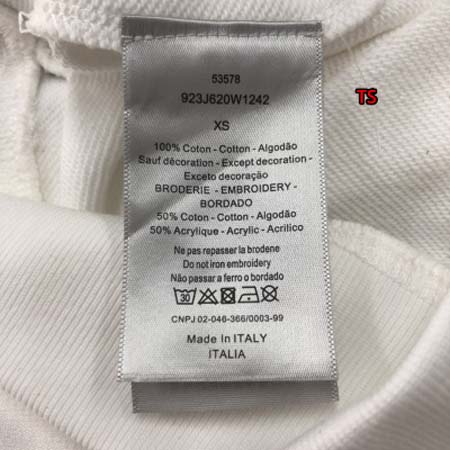 53578
923J620W1242
XS
100% Coton - Cotton - Algodão
Sauf décoration - Except decoration -
Exceto decoração
BRODERIE - EMBROIDERY -
BORDADO
50% Coton - Cotton - Algodão
50% Acrylique - Acrylic - Acrilico
Ne pas repasser la broderie
Do not iron embroidery
Não passar a ferro o bordado
30
CNPJ 02-046-366/0003-99
Made In ITALY
ITALIA
TS